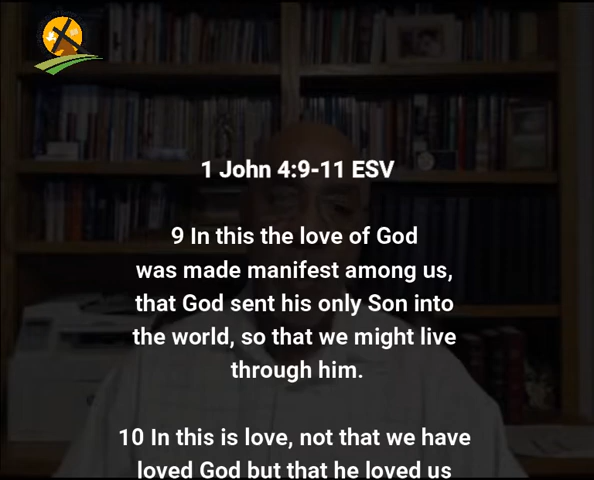 1 John 4:9-11 ESV
9 In this the love of God
was made manifest among us,
that God sent his only Son into
the world, so that we might live
through him.
10 In this is love, not that we have
loved God but that he loved us